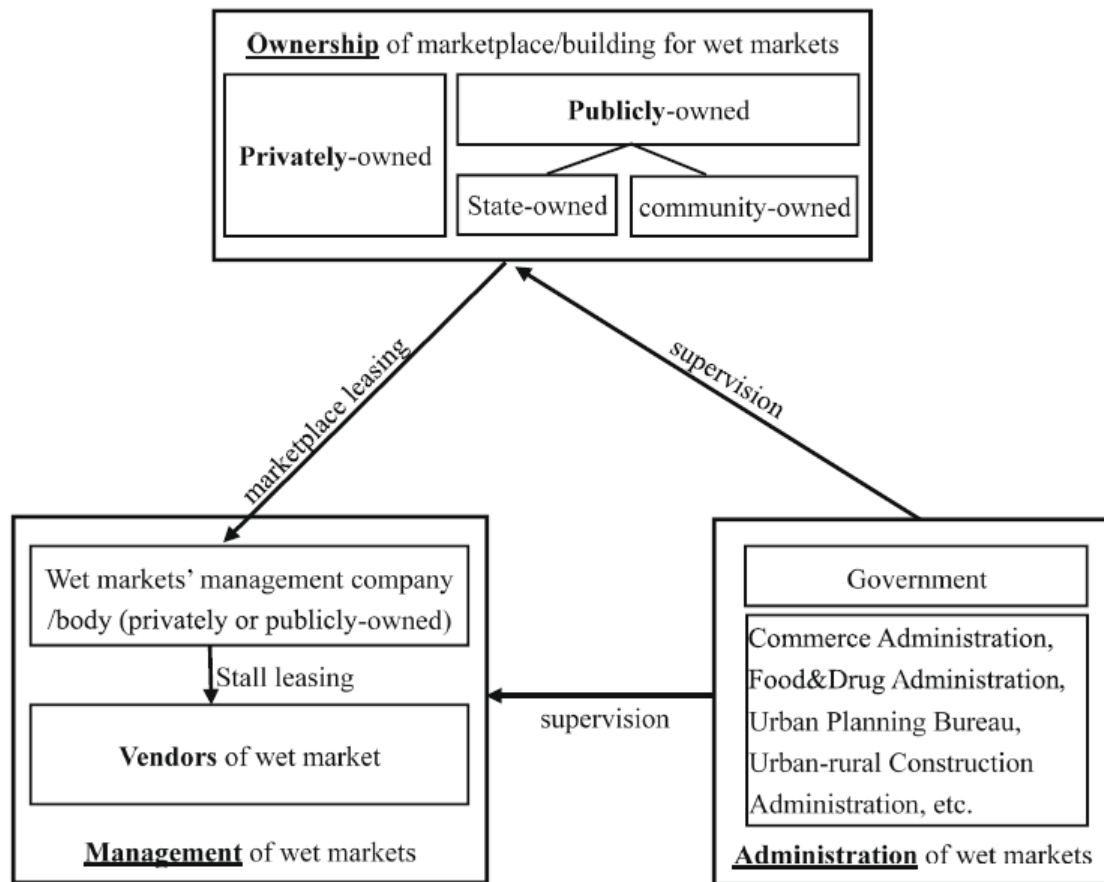 Ownership of marketplace/building for wet markets
Privately-owned
Publicly-owned
State-owned
community-owned
marketplace leasing
supervision
Wet markets' management company
/body (privately or publicly-owned)
Stall leasing
Vendors of wet market
Management of wet markets
supervision
Government
Commerce Administration,
Food&Drug Administration,
Urban Planning Bureau,
Urban-rural Construction
Administration, etc.
Administration of wet markets